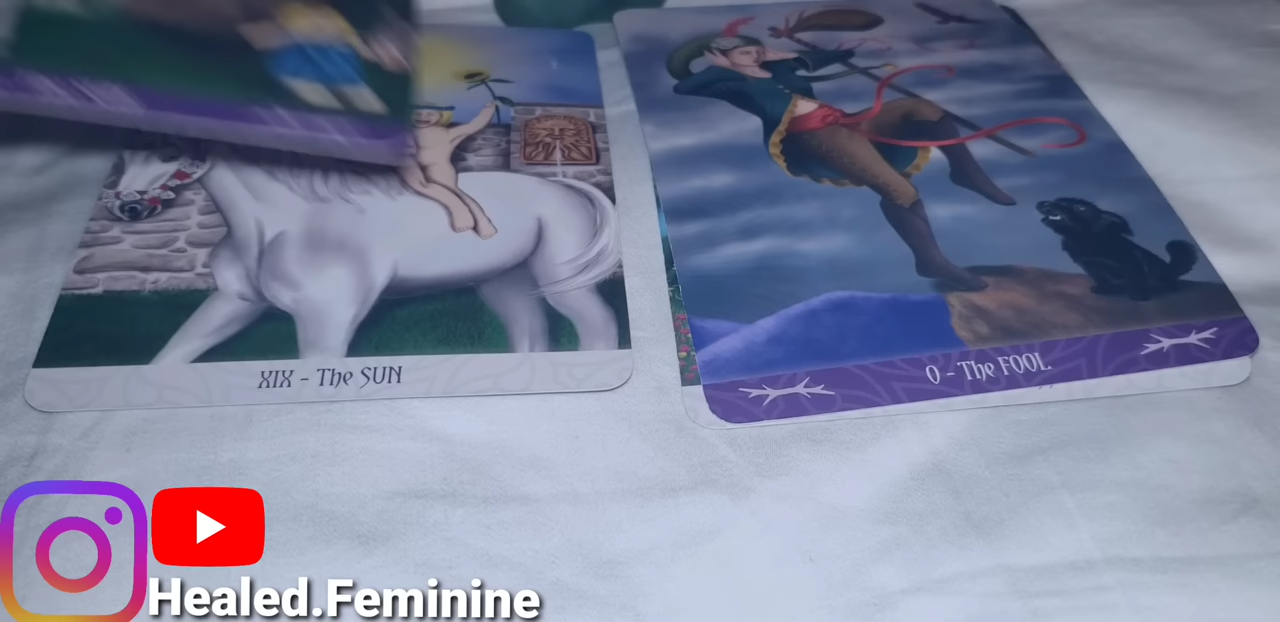 XIX - The SUN
0 - The FOOL
Healed.Feminine